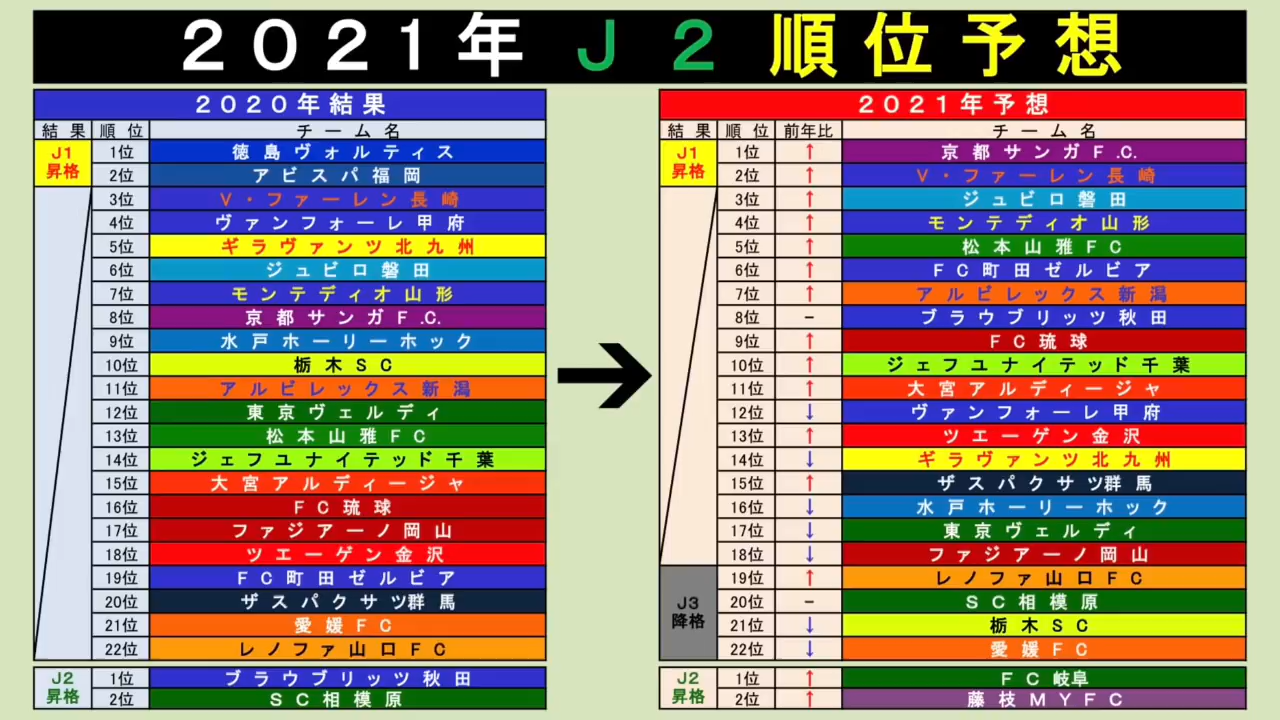 2021年 J2 順位予想
2020年結果
結果 順位 チーム名
J1昇格
1位 徳島ヴォルティス
2位 アビスパ福岡
3位 V・ファーレン長崎
4位 ヴァンフォーレ甲府
5位 ギラヴァンツ北九州
6位 ジュビロ磐田
7位 モンテディオ山形
8位 京都サンガF.C.
9位 水戸ホーリーホック
10位 栃木SC
11位 アルビレックス新潟
12位 東京ヴェルディ
13位 松本山雅FC
14位 ジェフユナイテッド千葉
15位 大宮アルディージャ
16位 FC琉球
17位 ファジアーノ岡山
18位 ツエーゲン金沢
19位 FC町田ゼルビア
20位 ザスパクサツ群馬
21位 愛媛FC
22位 レノファ山口FC
J2昇格
1位 ブラウブリッツ秋田
2位 SC相模原
→
2021年予想
結果 順位 前年比 チーム名
J1昇格
1位 ↑ 京都サンガF.C.
2位 ↑ V・ファーレン長崎
3位 ↑ ジュビロ磐田
4位 ↑ モンテディオ山形
5位 ↑ 松本山雅FC
6位 ↑ FC町田ゼルビア
7位 ↑ アルビレックス新潟
8位 − ブラウブリッツ秋田
9位 ↑ FC琉球
10位 ↑ ジェフユナイテッド千葉
11位 ↑ 大宮アルディージャ
12位 ↓ ヴァンフォーレ甲府
13位 ↑ ツエーゲン金沢
14位 ↓ ギラヴァンツ北九州
15位 ↑ ザスパクサツ群馬
16位 ↓ 水戸ホーリーホック
17位 ↓ 東京ヴェルディ
18位 ↓ ファジアーノ岡山
J3降格
19位 ↑ レノファ山口FC
20位 − SC相模原
21位 ↓ 栃木SC
22位 ↓ 愛媛FC
J2昇格
1位 ↑ FC岐阜
2位 ↑ 藤枝MYFC